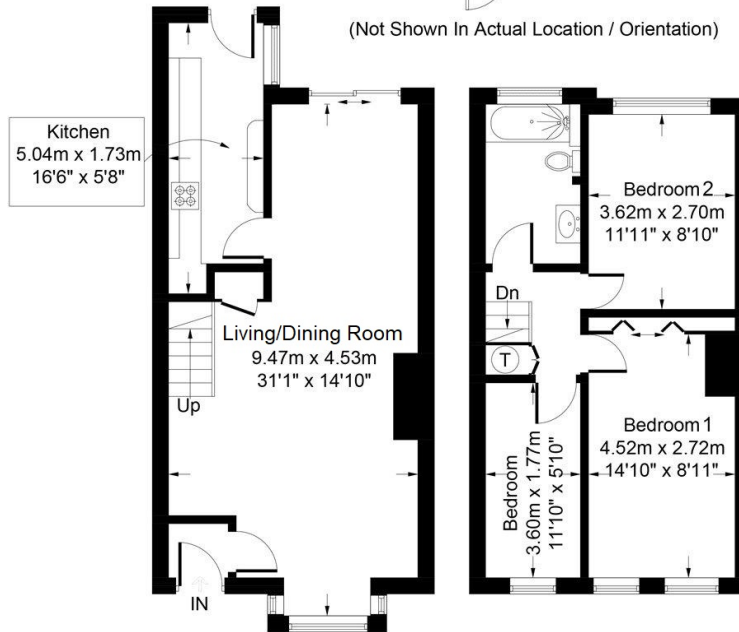 (Not Shown In Actual Location / Orientation)
Kitchen
5.04m x 1.73m
16'6" x 5'8"
Living/Dining Room
9.47m x 4.53m
31'1" x 14'10"
Up
IN
Bedroom 2
3.62m x 2.70m
11'11" x 8'10"
Dn
T
Bedroom 1
4.52m x 2.72m
14'10" x 8'11"
Bedroom
3.60m x 1.77m
11'10" x 5'10"